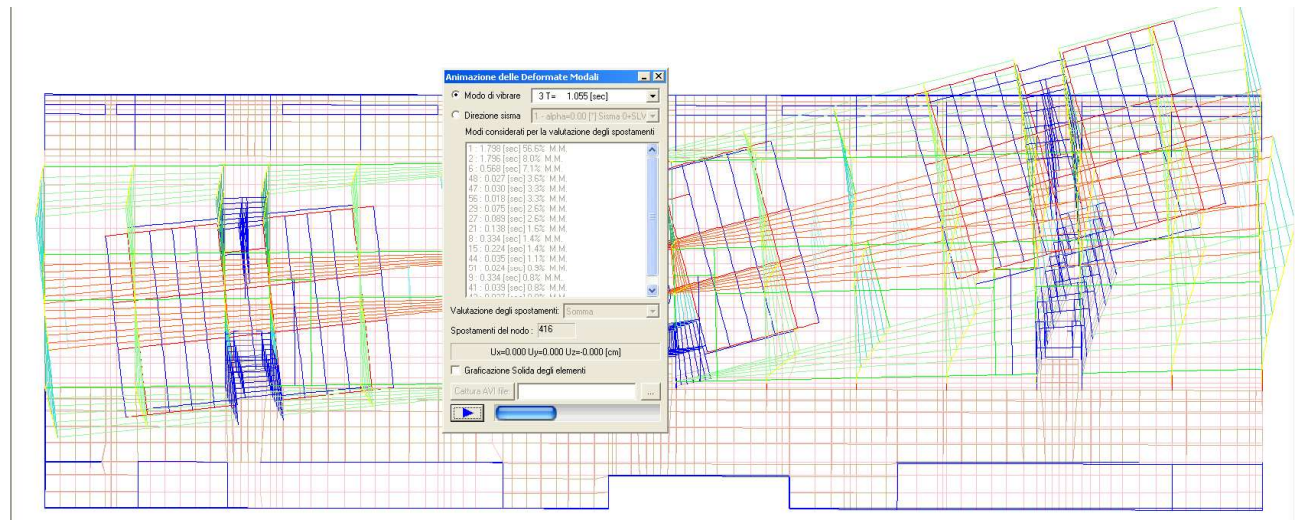 Animazione delle Deformate Modali
Modo di vibrare 3 T= 1.055 [sec]
Direzione sisma 1 - alpha=0.00 [°] Sisma 0+SLV
Modi considerati per la valutazione degli spostamenti
1 : 1.798 [sec] 56.6% M.M.
2 : 1.796 [sec] 8.0% M.M.
6 : 0.568 [sec] 7.1% M.M.
48 : 0.027 [sec] 3.6% M.M.
47 : 0.030 [sec] 3.3% M.M.
56 : 0.018 [sec] 3.3% M.M.
29 : 0.075 [sec] 2.6% M.M.
27 : 0.089 [sec] 2.6% M.M.
21 : 0.138 [sec] 1.6% M.M.
8 : 0.334 [sec] 1.4% M.M.
15 : 0.224 [sec] 1.4% M.M.
44 : 0.035 [sec] 1.1% M.M.
51 : 0.024 [sec] 0.9% M.M.
9 : 0.334 [sec] 0.8% M.M.
41 : 0.039 [sec] 0.8% M.M.
Valutazione degli spostamenti: Somma
Spostamenti del nodo : 416
Ux=0.000 Uy=0.000 Uz=-0.000 [cm]
Graficazione Solida degli elementi
Cattura AVI file ...